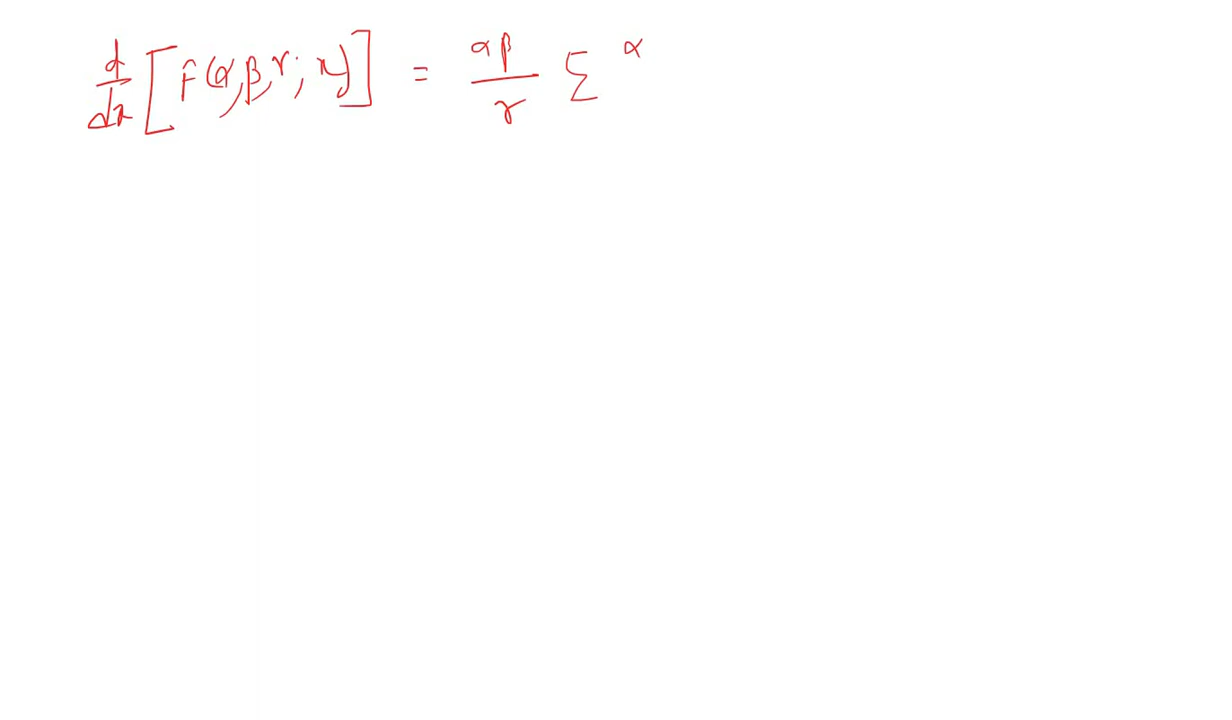 d/dx [F(α, β, γ; x)] = αβ/γ Σ α